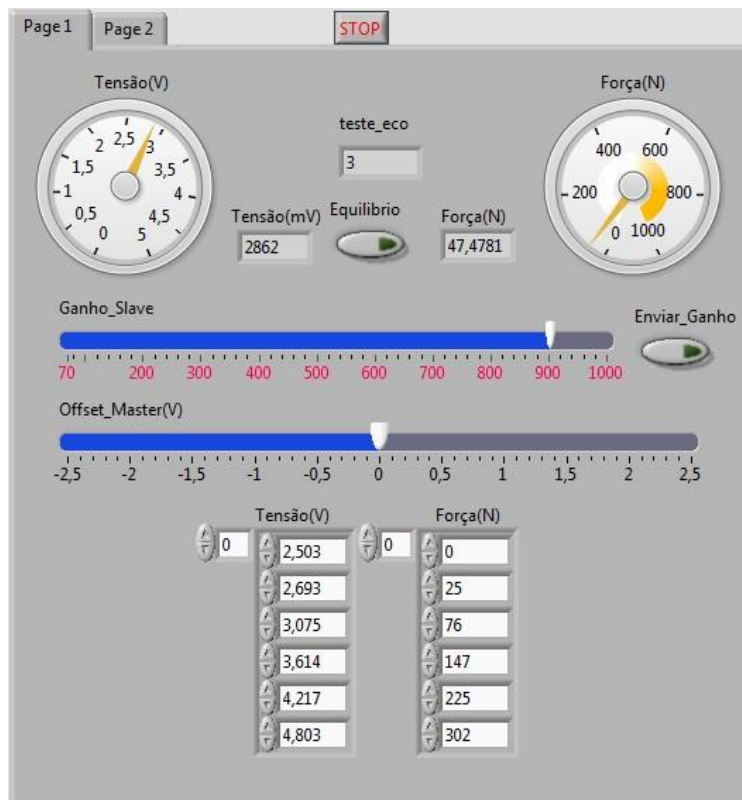 Page 1 Page 2 STOP
Tensão(V) Força(N)
0 0,5 1 1,5 2 2,5 3 3,5 4 4,5 5
teste_eco
3
0 200 400 600 800 1000
Tensão(mV) Equilibrio Força(N)
2862 47,4781
Ganho_Slave Enviar_Ganho
70 200 300 400 500 600 700 800 900 1000
Offset_Master(V)
-2,5 -2 -1,5 -1 -0,5 0 0,5 1 1,5 2 2,5
Tensão(V) Força(N)
0 2,503 0 0
2,693 25
3,075 76
3,614 147
4,217 225
4,803 302